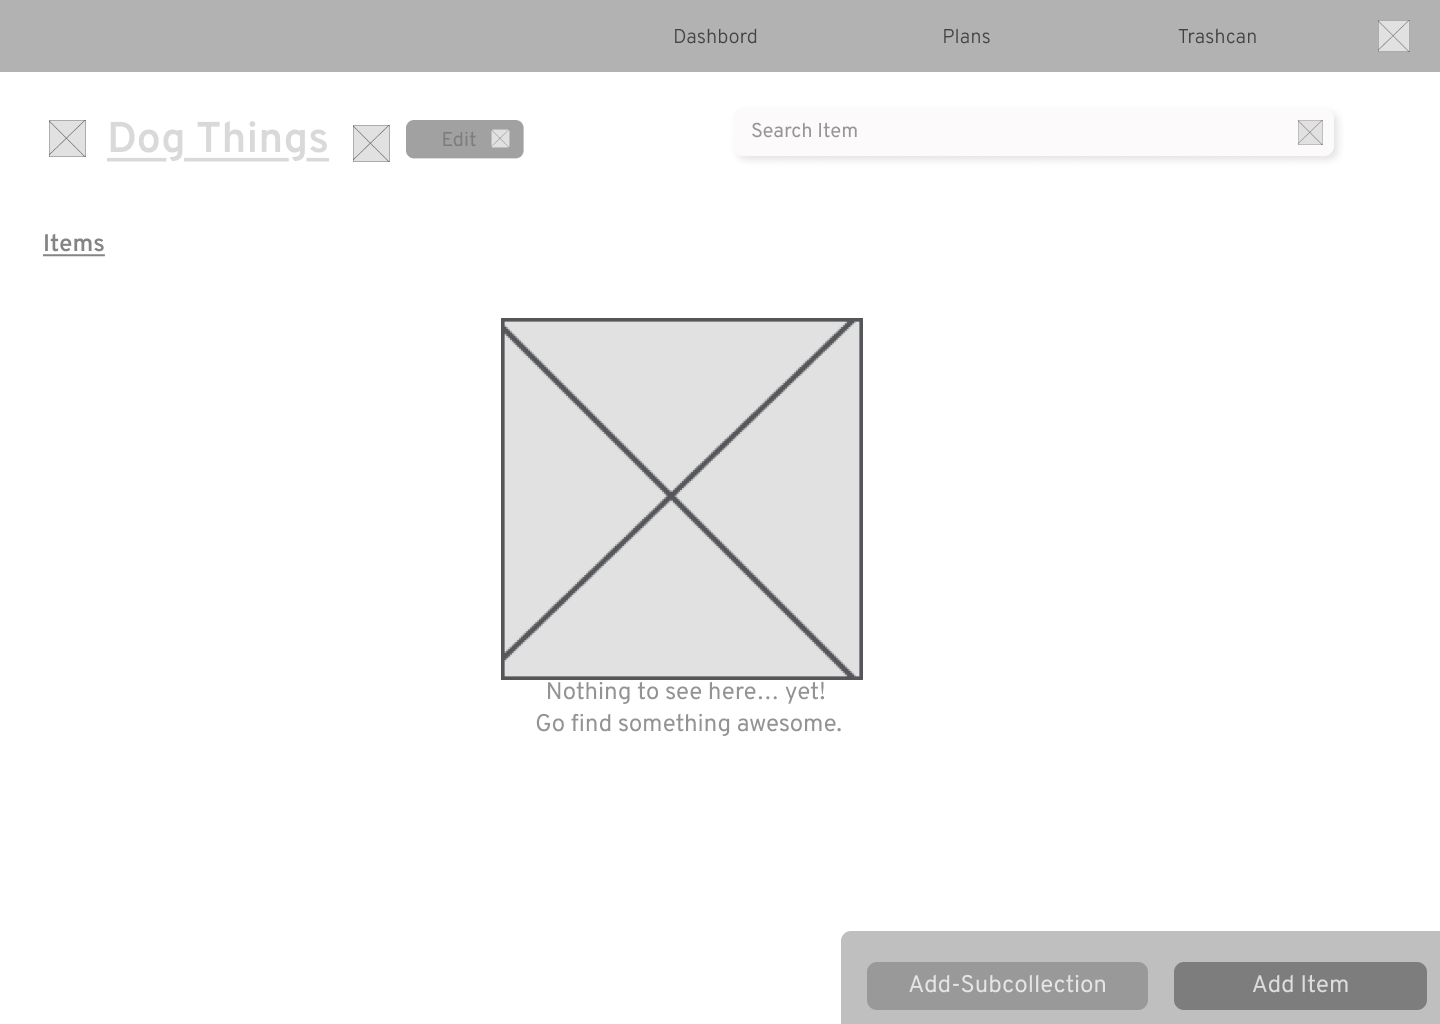 Dashbord
Plans
Trashcan
Dog Things
Edit
Search Item
Items
Nothing to see here... yet!
Go find something awesome.
Add-Subcollection
Add Item